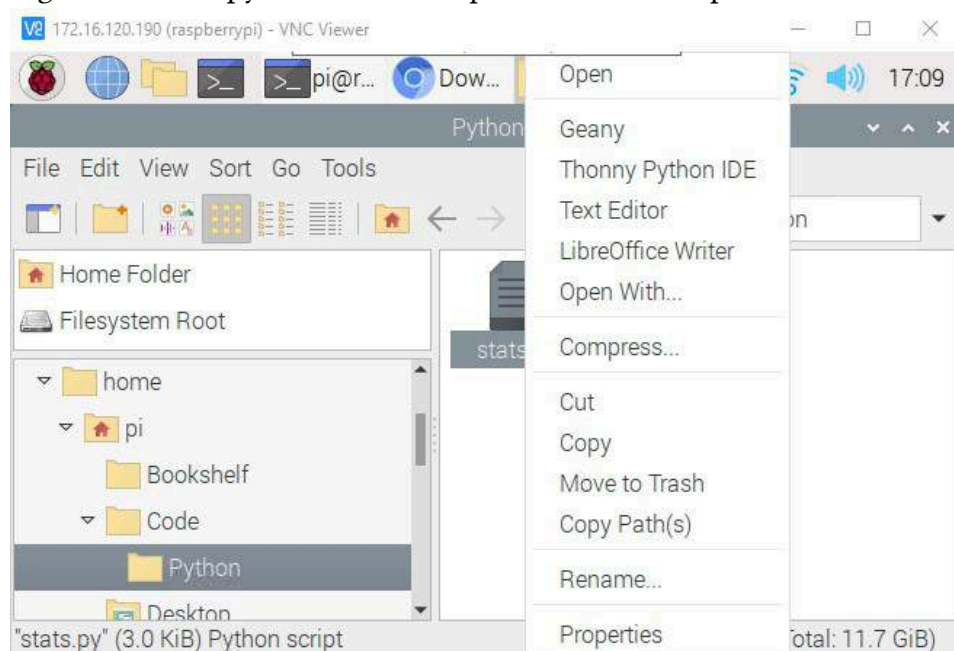 172.16.120.190 (raspberrypi) - VNC Viewer
pi@r... Dow... 17:09
Python
File Edit View Sort Go Tools
on
Home Folder
Filesystem Root
home
pi
Bookshelf
Code
Python
Desktop
stats
Open
Geany
Thonny Python IDE
Text Editor
LibreOffice Writer
Open With...
Compress...
Cut
Copy
Move to Trash
Copy Path(s)
Rename...
Properties
"stats.py" (3.0 KiB) Python script
otal: 11.7 GiB)